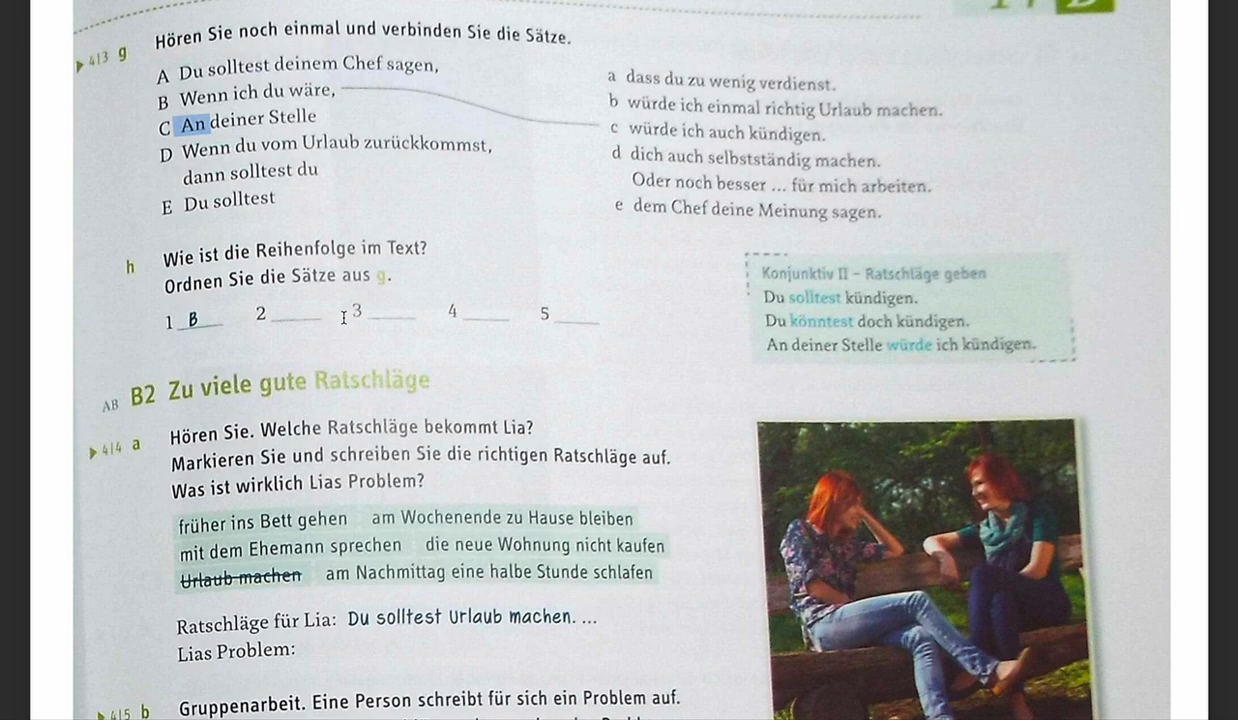 ▶ 4|3 g Hören Sie noch einmal und verbinden Sie die Sätze.
A Du solltest deinem Chef sagen,
B Wenn ich du wäre,
C An deiner Stelle
D Wenn du vom Urlaub zurückkommst,
dann solltest du
E Du solltest
a dass du zu wenig verdienst.
b würde ich einmal richtig Urlaub machen.
c würde ich auch kündigen.
d dich auch selbstständig machen.
Oder noch besser ... für mich arbeiten.
e dem Chef deine Meinung sagen.
h Wie ist die Reihenfolge im Text?
Ordnen Sie die Sätze aus g.
1 B 2 3 4 5
Konjunktiv II – Ratschläge geben
Du solltest kündigen.
Du könntest doch kündigen.
An deiner Stelle würde ich kündigen.
AB B2 Zu viele gute Ratschläge
▶ 4|4 a Hören Sie. Welche Ratschläge bekommt Lia?
Markieren Sie und schreiben Sie die richtigen Ratschläge auf.
Was ist wirklich Lias Problem?
früher ins Bett gehen am Wochenende zu Hause bleiben
mit dem Ehemann sprechen die neue Wohnung nicht kaufen
Urlaub machen am Nachmittag eine halbe Stunde schlafen
Ratschläge für Lia: Du solltest Urlaub machen. ...
Lias Problem:
▶ 4|5 b Gruppenarbeit. Eine Person schreibt für sich ein Problem auf.